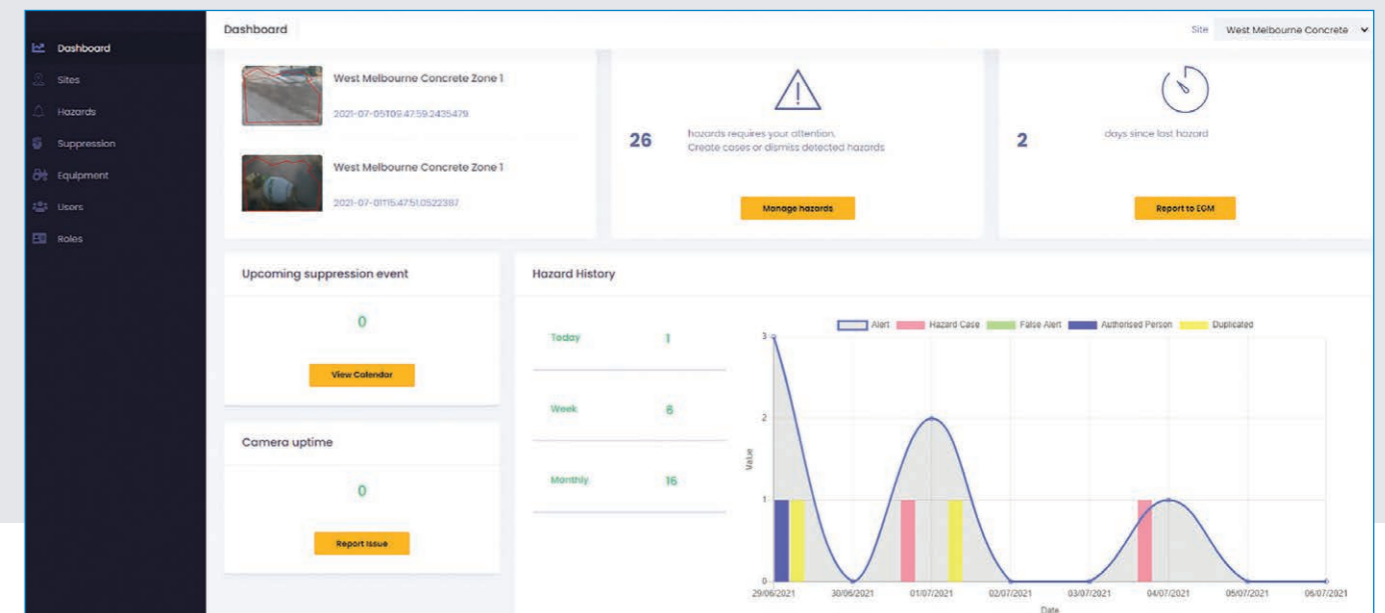 Dashboard
Sites
Hazards
Suppression
Equipment
Users
Roles
Dashboard
Site West Melbourne Concrete
West Melbourne Concrete Zone 1
2021-07-05T09:47:59.2435479
West Melbourne Concrete Zone 1
2021-07-01T15:47:51.0522387
26
hazards requires your attention.
Create cases or dismiss detected hazards
Manage hazards
2
days since last hazard
Report to EGM
Upcoming suppression event
0
View Calendar
Camera uptime
0
Report Issue
Hazard History
Today 1
Week 6
Monthly 16
Alert Hazard Case False Alert Authorised Person Duplicated
3
2
1
0
Value
29/06/2021 30/06/2021 01/07/2021 02/07/2021 03/07/2021 04/07/2021 05/07/2021 06/07/2021
Date